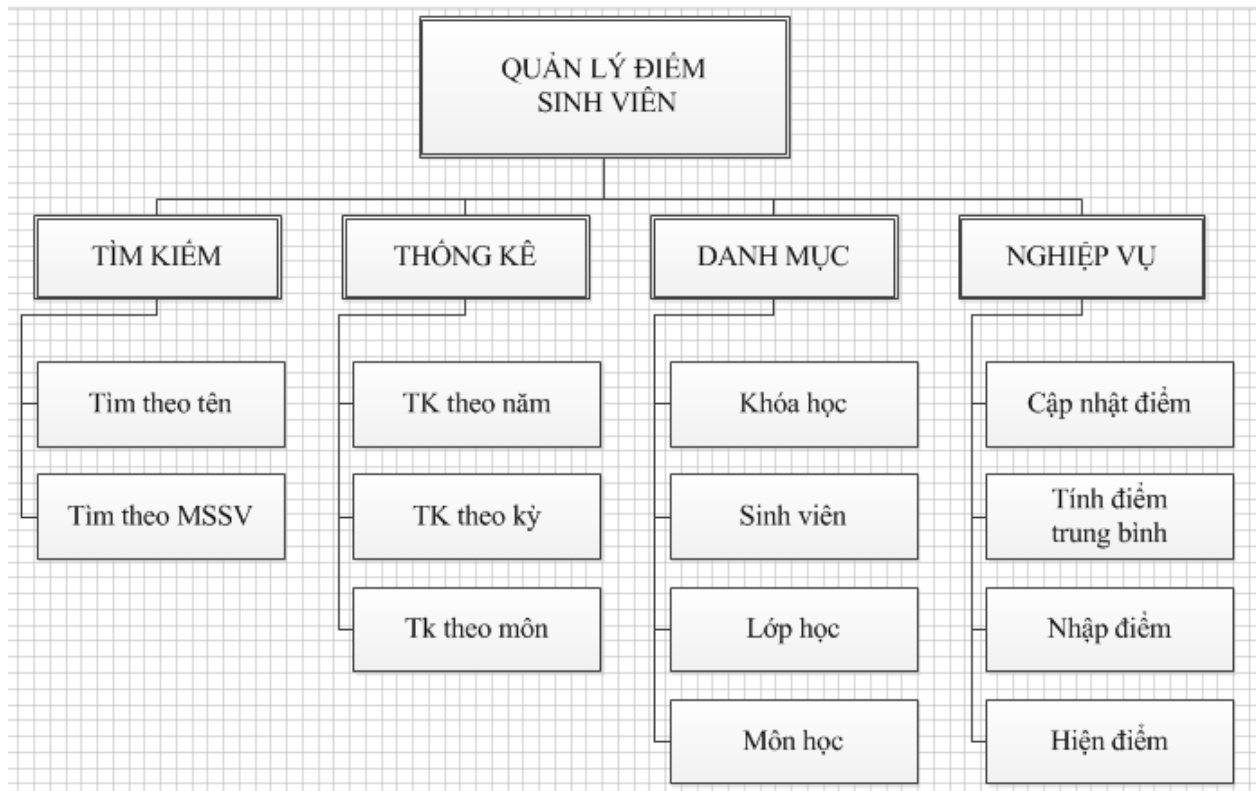 QUẢN LÝ ĐIỂM
SINH VIÊN
TÌM KIẾM
THỐNG KÊ
DANH MỤC
NGHIỆP VỤ
Tìm theo tên
Tìm theo MSSV
TK theo năm
TK theo kỳ
Tk theo môn
Khóa học
Sinh viên
Lớp học
Môn học
Cập nhật điểm
Tính điểm
trung bình
Nhập điểm
Hiện điểm